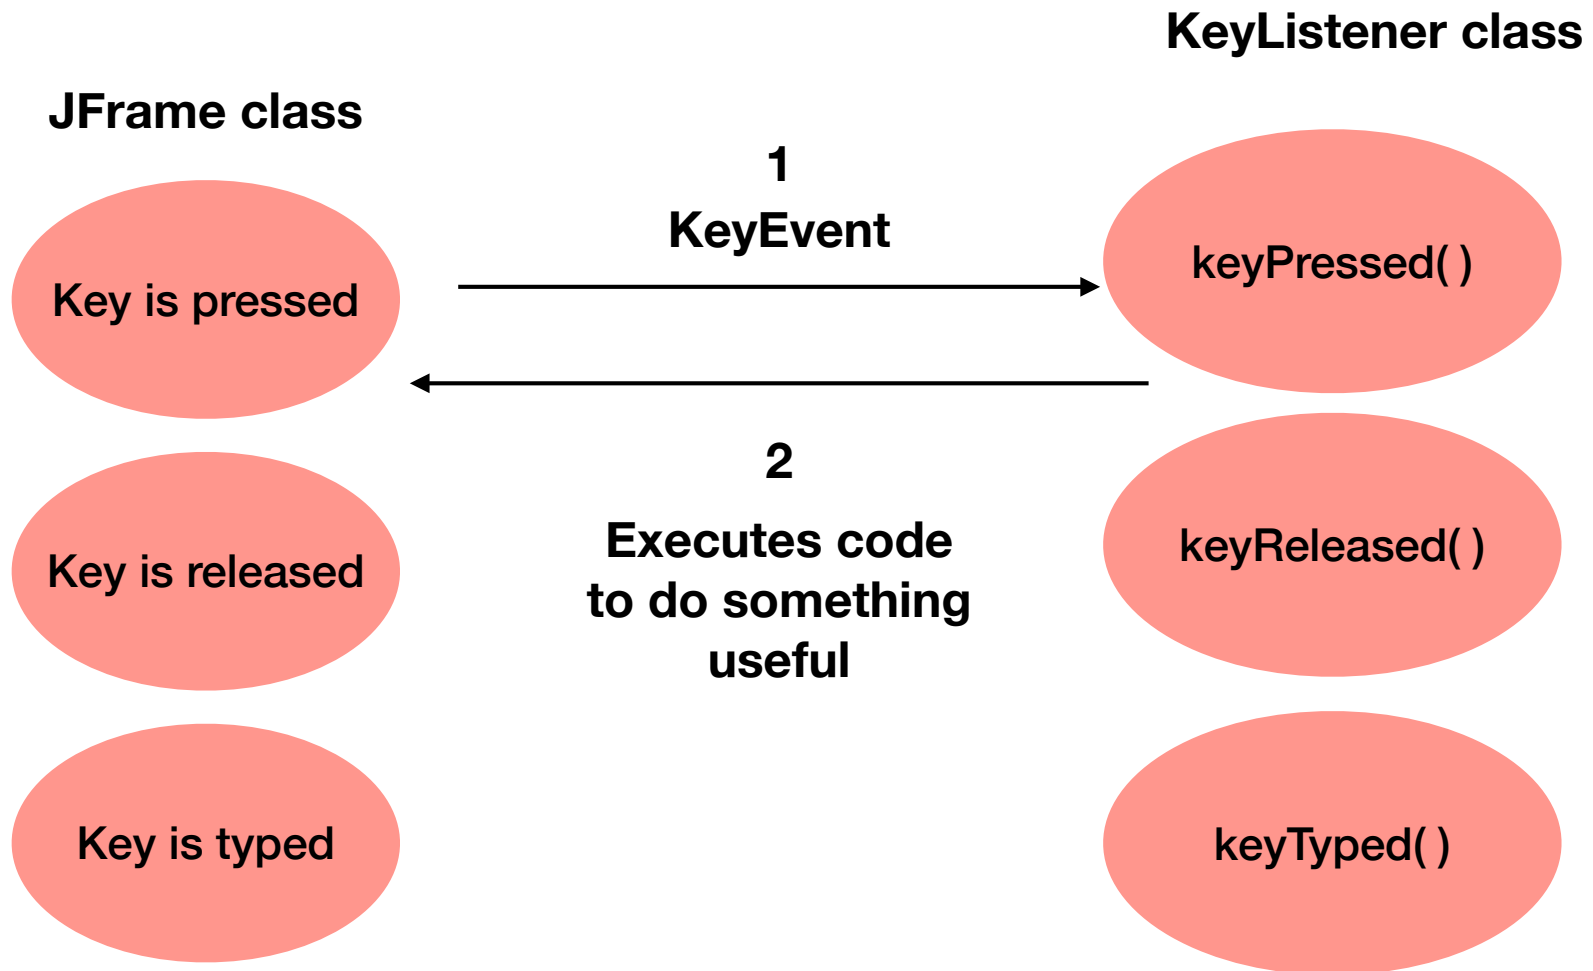 KeyListener class
JFrame class
1
KeyEvent
Key is pressed
keyPressed( )
2
Executes code
to do something
useful
Key is released
keyReleased( )
Key is typed
keyTyped( )